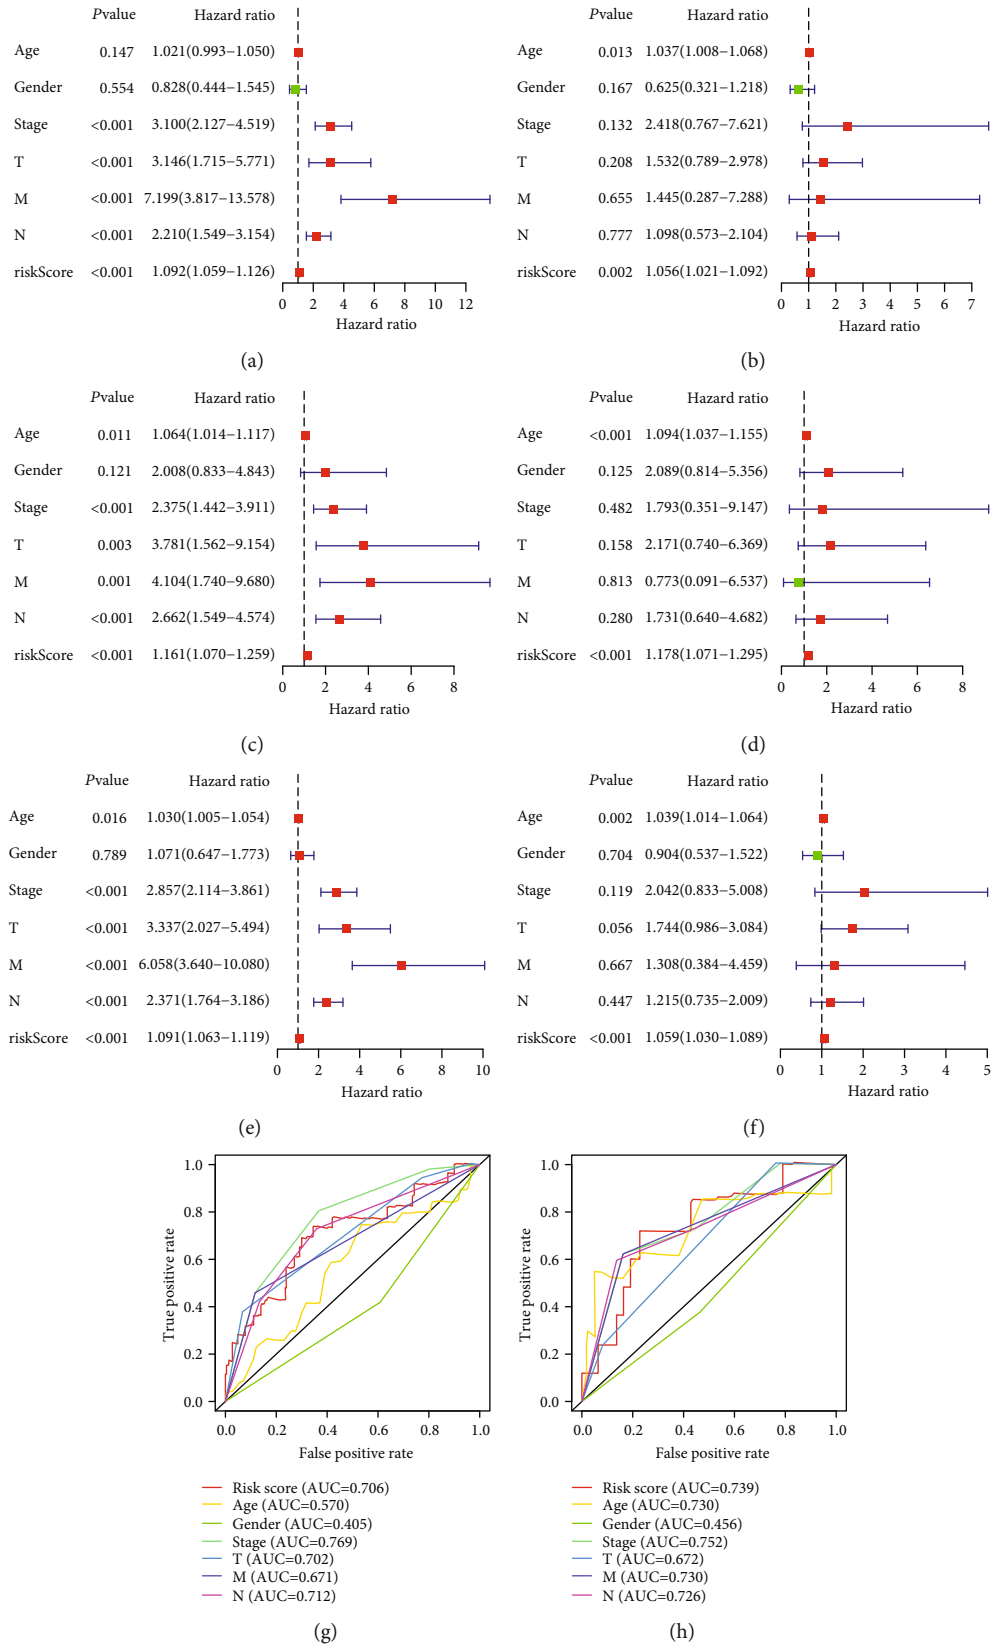 Pvalue Hazard ratio
Age 0.147 1.021(0.993−1.050)
Gender 0.554 0.828(0.444−1.545)
Stage <0.001 3.100(2.127−4.519)
T <0.001 3.146(1.715−5.771)
M <0.001 7.199(3.817−13.578)
N <0.001 2.210(1.549−3.154)
riskScore <0.001 1.092(1.059−1.126)
0 2 4 6 8 10 12
Hazard ratio
(a)
Pvalue Hazard ratio
Age 0.013 1.037(1.008−1.068)
Gender 0.167 0.625(0.321−1.218)
Stage 0.132 2.418(0.767−7.621)
T 0.208 1.532(0.789−2.978)
M 0.655 1.445(0.287−7.288)
N 0.777 1.098(0.573−2.104)
riskScore 0.002 1.056(1.021−1.092)
0 1 2 3 4 5 6 7
Hazard ratio
(b)
Pvalue Hazard ratio
Age 0.011 1.064(1.014−1.117)
Gender 0.121 2.008(0.833−4.843)
Stage <0.001 2.375(1.442−3.911)
T 0.003 3.781(1.562−9.154)
M 0.001 4.104(1.740−9.680)
N <0.001 2.662(1.549−4.574)
riskScore <0.001 1.161(1.070−1.259)
0 2 4 6 8
Hazard ratio
(c)
Pvalue Hazard ratio
Age <0.001 1.094(1.037−1.155)
Gender 0.125 2.089(0.814−5.356)
Stage 0.482 1.793(0.351−9.147)
T 0.158 2.171(0.740−6.369)
M 0.813 0.773(0.091−6.537)
N 0.280 1.731(0.640−4.682)
riskScore <0.001 1.178(1.071−1.295)
0 2 4 6 8
Hazard ratio
(d)
Pvalue Hazard ratio
Age 0.016 1.030(1.005−1.054)
Gender 0.789 1.071(0.647−1.773)
Stage <0.001 2.857(2.114−3.861)
T <0.001 3.337(2.027−5.494)
M <0.001 6.058(3.640−10.080)
N <0.001 2.371(1.764−3.186)
riskScore <0.001 1.091(1.063−1.119)
0 2 4 6 8 10
Hazard ratio
(e)
Pvalue Hazard ratio
Age 0.002 1.039(1.014−1.064)
Gender 0.704 0.904(0.537−1.522)
Stage 0.119 2.042(0.833−5.008)
T 0.056 1.744(0.986−3.084)
M 0.667 1.308(0.384−4.459)
N 0.447 1.215(0.735−2.009)
riskScore <0.001 1.059(1.030−1.089)
0 1 2 3 4 5
Hazard ratio
(f)
True positive rate
1.0
0.8
0.6
0.4
0.2
0.0
0.0 0.2 0.4 0.6 0.8 1.0
False positive rate
Risk score (AUC=0.706)
Age (AUC=0.570)
Gender (AUC=0.405)
Stage (AUC=0.769)
T (AUC=0.702)
M (AUC=0.671)
N (AUC=0.712)
(g)
True positive rate
1.0
0.8
0.6
0.4
0.2
0.0
0.0 0.2 0.4 0.6 0.8 1.0
False positive rate
Risk score (AUC=0.739)
Age (AUC=0.730)
Gender (AUC=0.456)
Stage (AUC=0.752)
T (AUC=0.672)
M (AUC=0.730)
N (AUC=0.726)
(h)